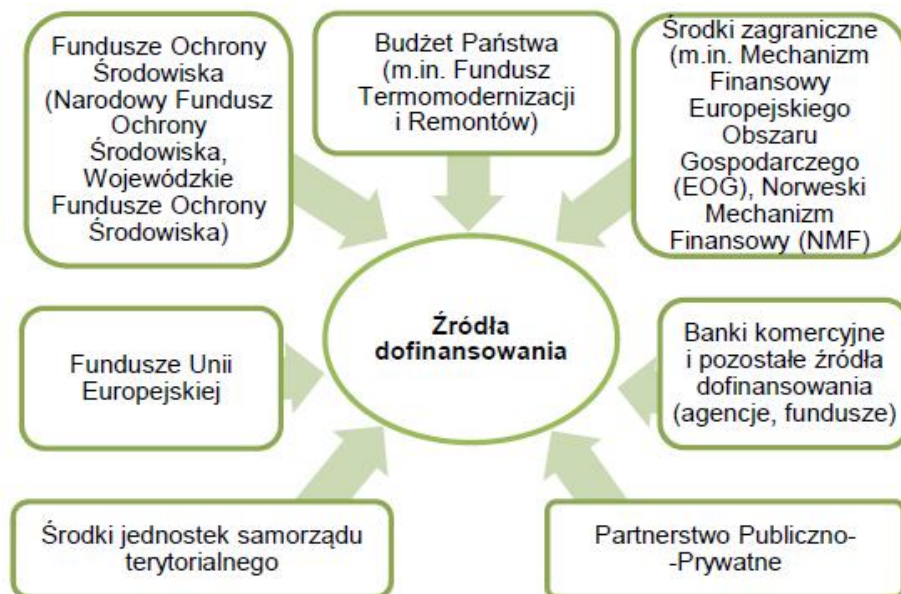 Fundusze Ochrony
Środowiska
(Narodowy Fundusz
Ochrony
Środowiska,
Wojewódzkie
Fundusze Ochrony
Środowiska)
Budżet Państwa
(m.in. Fundusz
Termomodernizacji
i Remontów)
Środki zagraniczne
(m.in. Mechanizm
Finansowy
Europejskiego
Obszaru
Gospodarczego
(EOG), Norweski
Mechanizm
Finansowy (NMF)
Źródła
dofinansowania
Fundusze Unii
Europejskiej
Banki komercyjne
i pozostałe źródła
dofinansowania
(agencje, fundusze)
Środki jednostek samorządu
terytorialnego
Partnerstwo Publiczno-
-Prywatne